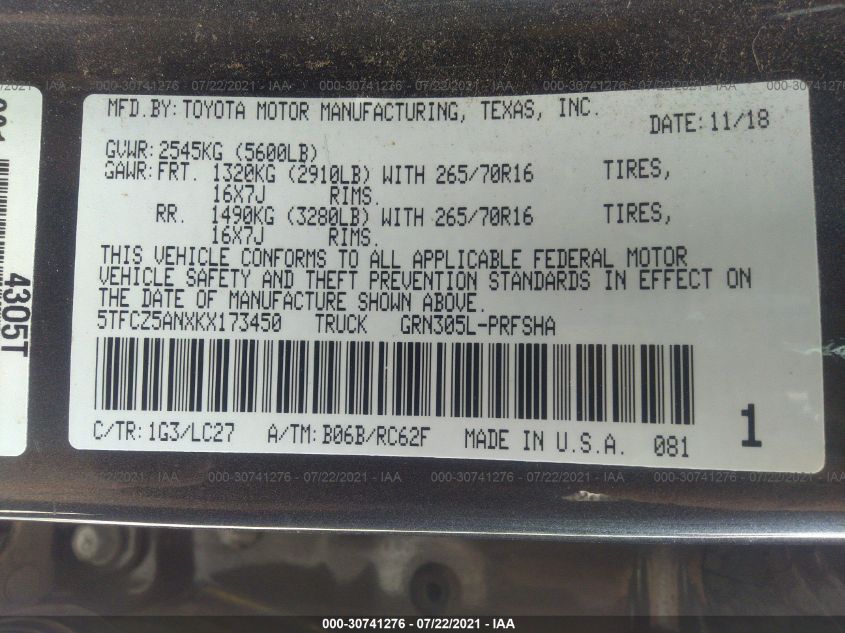 MFD.BY: TOYOTA MOTOR MANUFACTURING, TEXAS, INC.
DATE: 11/18
GVWR: 2545KG (5600LB)
GAWR: FRT. 1320KG (2910LB) WITH 265/70R16 TIRES,
16X7J RIMS.
RR. 1490KG (3280LB) WITH 265/70R16 TIRES,
16X7J RIMS.
THIS VEHICLE CONFORMS TO ALL APPLICABLE FEDERAL MOTOR
VEHICLE SAFETY AND THEFT PREVENTION STANDARDS IN EFFECT ON
THE DATE OF MANUFACTURE SHOWN ABOVE.
5TFCZ5ANXKX173450 TRUCK GRN305L-PRFSHA
C/TR: 1G3/LC27 A/TM: B06B/RC62F MADE IN U.S.A. 081
1
4305T
000-30741276 - 07/22/2021 - IAA